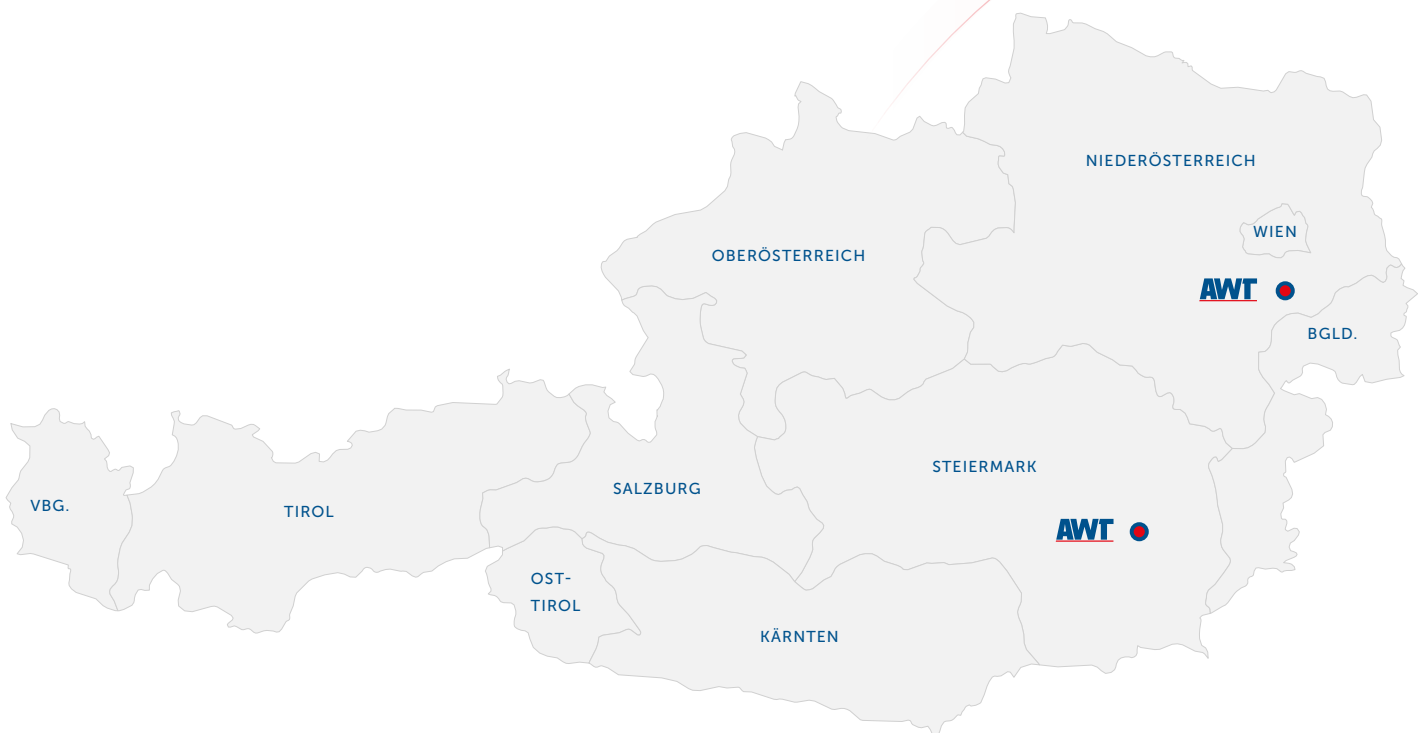 NIEDERÖSTERREICH
WIEN
OBERÖSTERREICH
AWT
BGLD.
STEIERMARK
SALZBURG
VBG.
TIROL
AWT
OST-
TIROL
KÄRNTEN